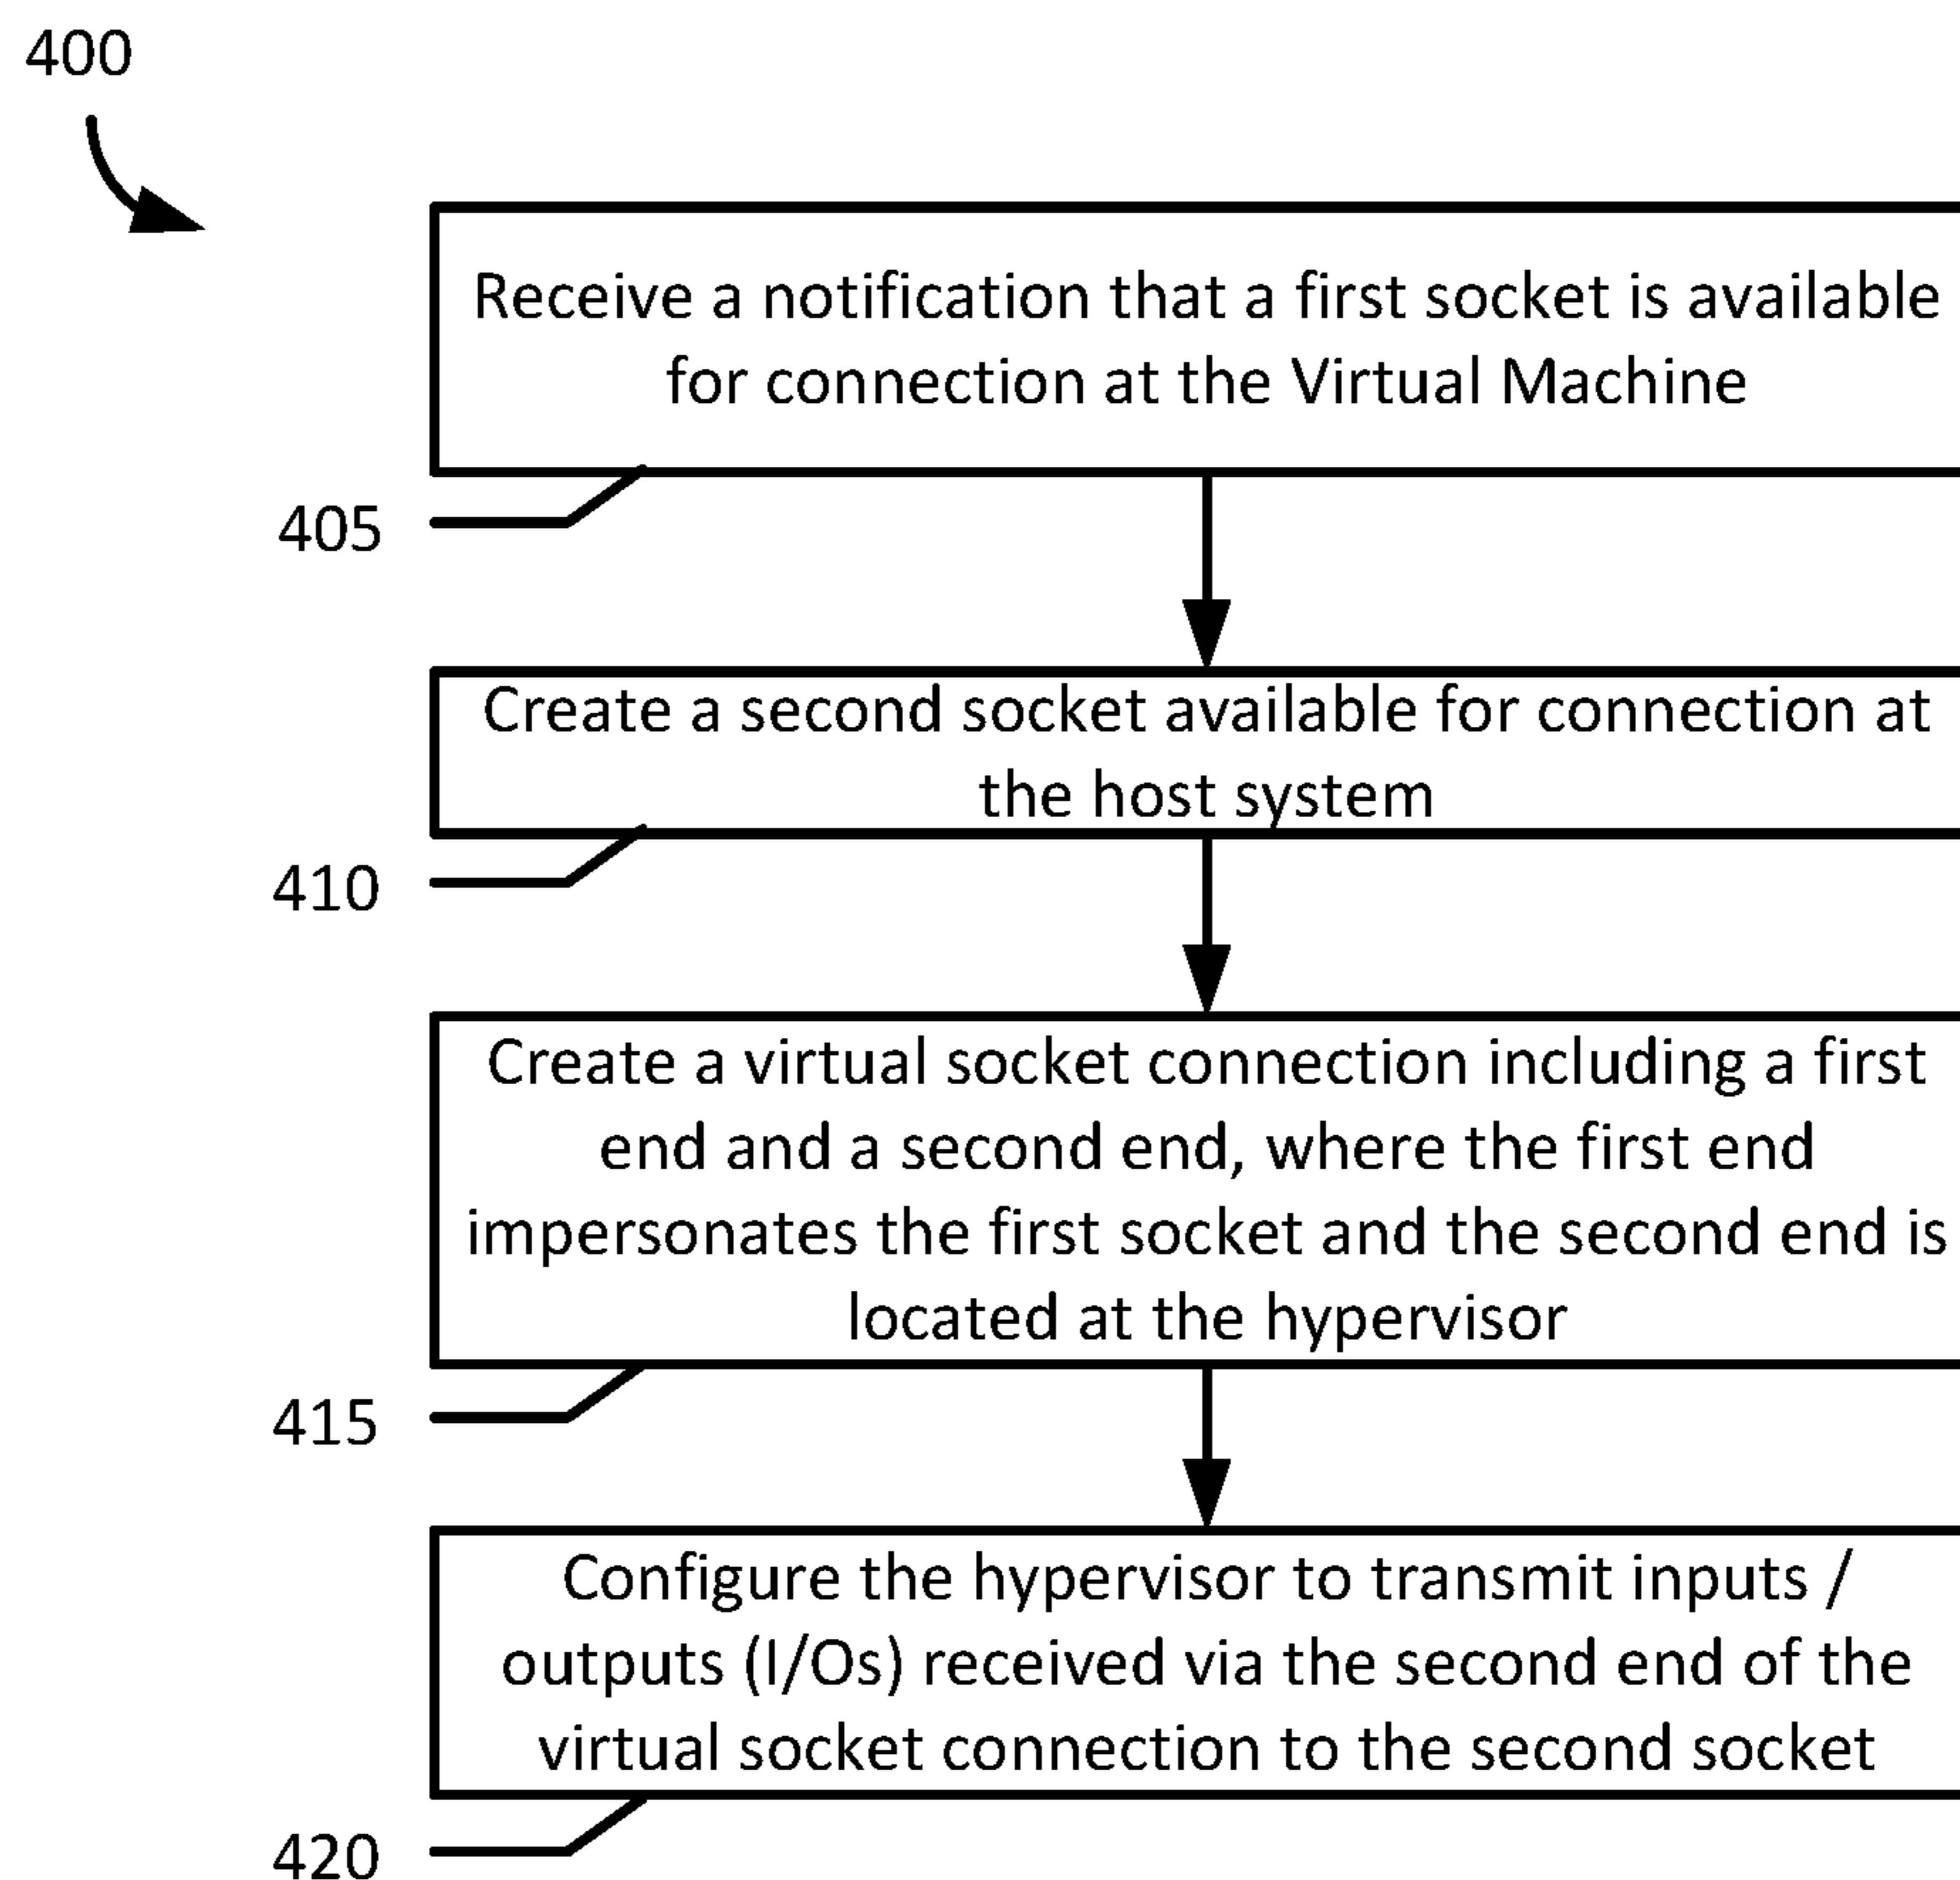 400
Receive a notification that a first socket is available
for connection at the Virtual Machine
405
Create a second socket available for connection at
the host system
410
Create a virtual socket connection including a first
end and a second end, where the first end
impersonates the first socket and the second end is
located at the hypervisor
415
Configure the hypervisor to transmit inputs /
outputs (I/Os) received via the second end of the
virtual socket connection to the second socket
420